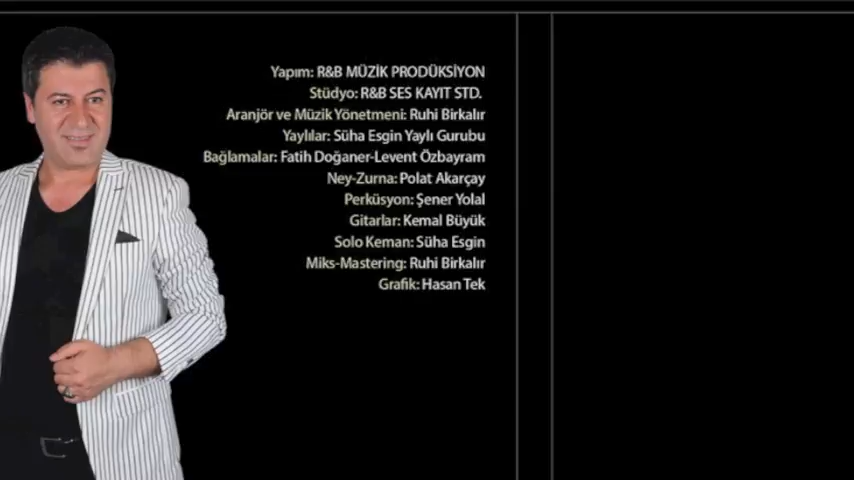 Yapım: R&B MÜZİK PRODÜKSİYON
Stüdyo: R&B SES KAYIT STD.
Aranjör ve Müzik Yönetmeni: Ruhi Birkalır
Yaylılar: Süha Esgin Yaylı Gurubu
Bağlamalar: Fatih Doğaner-Levent Özbayram
Ney-Zurna: Polat Akarçay
Perküsyon: Şener Yolal
Gitarlar: Kemal Büyük
Solo Keman: Süha Esgin
Miks-Mastering: Ruhi Birkalır
Grafik: Hasan Tek